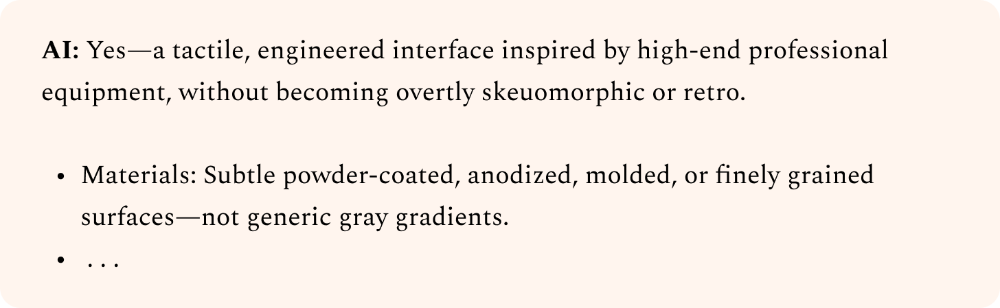 AI: Yes—a tactile, engineered interface inspired by high-end professional
equipment, without becoming overtly skeuomorphic or retro.
• Materials: Subtle powder-coated, anodized, molded, or finely grained
surfaces—not generic gray gradients.
• . . .